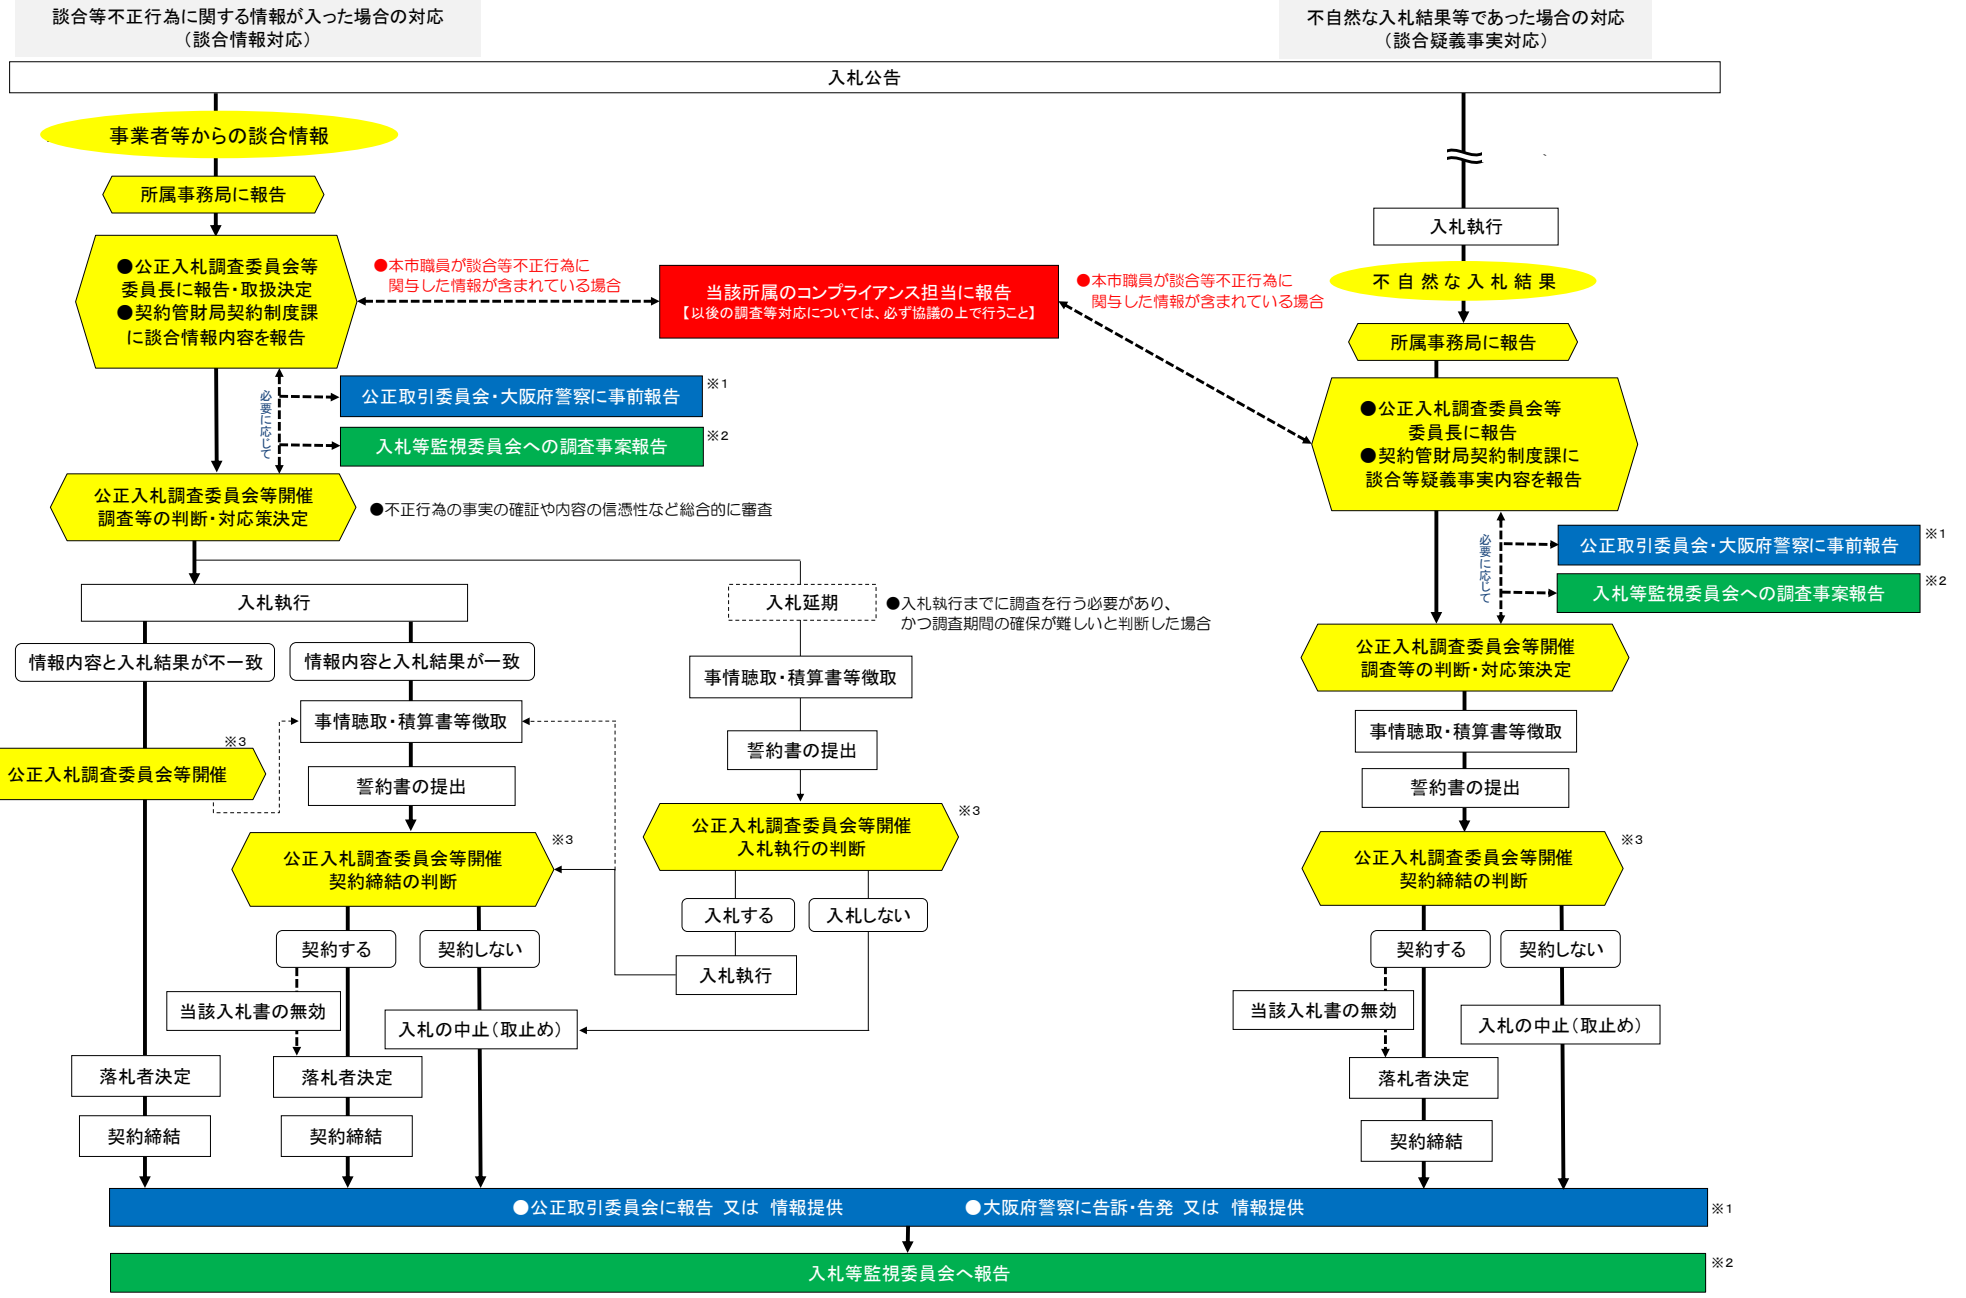 談合等不正行為に関する情報が入った場合の対応
（談合情報対応）
不自然な入札結果等であった場合の対応
（談合疑義事実対応）
入札公告
事業者等からの談合情報
所属事務局に報告
●公正入札調査委員会等
委員長に報告・取扱決定
●契約管財局契約制度課
に談合情報内容を報告
●本市職員が談合等不正行為に
関与した情報が含まれている場合
当該所属のコンプライアンス担当に報告
【以後の調査等対応については、必ず協議の上で行うこと】
●本市職員が談合等不正行為に
関与した情報が含まれている場合
入札執行
不自然な入札結果
所属事務局に報告
●公正入札調査委員会等
委員長に報告
●契約管財局契約制度課に
談合等疑義事実内容を報告
必要に応じて
公正取引委員会・大阪府警察に事前報告
※1
入札等監視委員会への調査事案報告
※2
公正入札調査委員会等開催
調査等の判断・対応策決定
●不正行為の事実の確証や内容の信憑性など総合的に審査
必要に応じて
公正取引委員会・大阪府警察に事前報告
※1
入札等監視委員会への調査事案報告
※2
公正入札調査委員会等開催
調査等の判断・対応策決定
入札執行
入札延期
●入札執行までに調査を行う必要があり、
かつ調査期間の確保が難しいと判断した場合
情報内容と入札結果が不一致
情報内容と入札結果が一致
事情聴取・積算書等徴取
事情聴取・積算書等徴取
事情聴取・積算書等徴取
※3
公正入札調査委員会等開催
誓約書の提出
誓約書の提出
誓約書の提出
公正入札調査委員会等開催
契約締結の判断
※3
公正入札調査委員会等開催
入札執行の判断
※3
公正入札調査委員会等開催
契約締結の判断
※3
契約する
契約しない
入札する
入札しない
入札執行
契約する
契約しない
当該入札書の無効
入札の中止（取止め）
当該入札書の無効
入札の中止（取止め）
落札者決定
落札者決定
落札者決定
契約締結
契約締結
契約締結
●公正取引委員会に報告 又は 情報提供
●大阪府警察に告訴・告発 又は 情報提供
※1
入札等監視委員会へ報告
※2